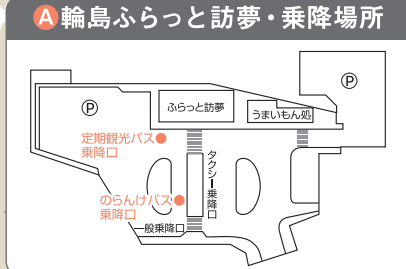 A 輪島ふらっと訪夢・乗降場所
P
ふらっと訪夢
うまいもん処
P
定期観光バス
乗降口
タクシー乗降口
のらんけバス
乗降口
一般乗降口